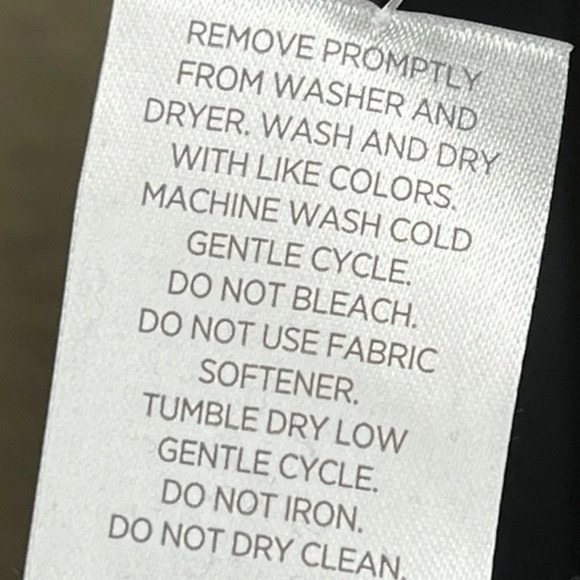 REMOVE PROMPTLY
FROM WASHER AND
DRYER. WASH AND DRY
WITH LIKE COLORS.
MACHINE WASH COLD
GENTLE CYCLE.
DO NOT BLEACH.
DO NOT USE FABRIC
SOFTENER.
TUMBLE DRY LOW
GENTLE CYCLE.
DO NOT IRON.
DO NOT DRY CLEAN.